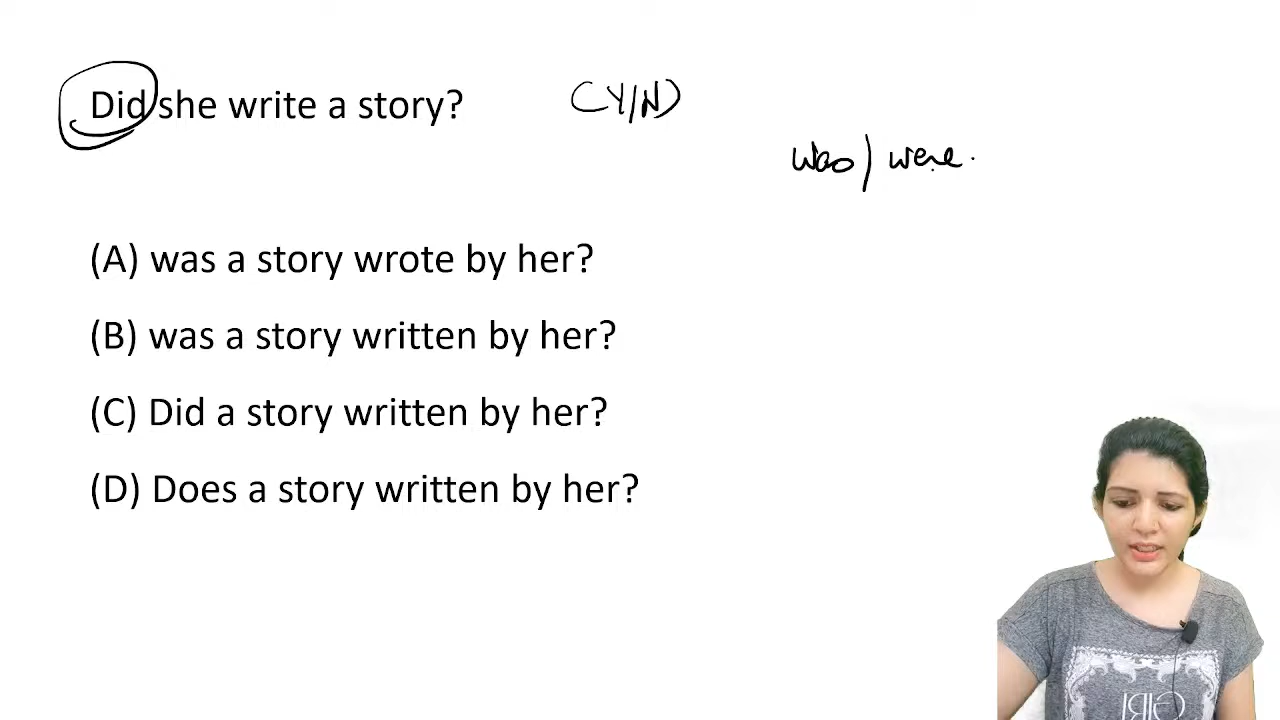 Did she write a story? (Y/N)
was/were.
(A) was a story wrote by her?
(B) was a story written by her?
(C) Did a story written by her?
(D) Does a story written by her?